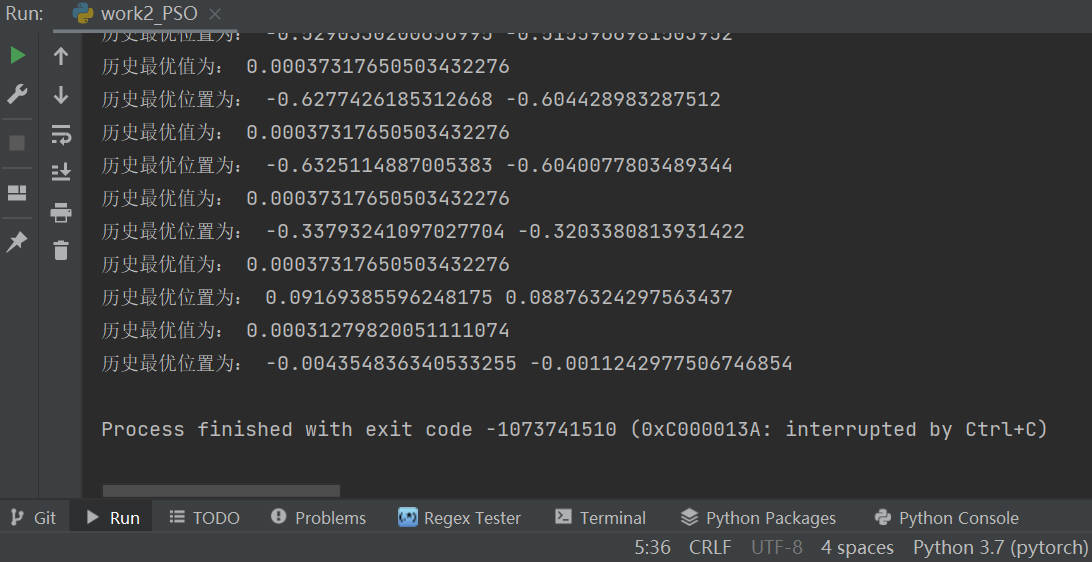 Run: work2_PSO
历史最优值为： 0.00037317650503432276
历史最优位置为： -0.6277426185312668 -0.604428983287512
历史最优值为： 0.00037317650503432276
历史最优位置为： -0.6325114887005383 -0.6040077803489344
历史最优值为： 0.00037317650503432276
历史最优位置为： -0.33793241097027704 -0.3203380813931422
历史最优值为： 0.00037317650503432276
历史最优位置为： 0.09169385596248175 0.08876324297563437
历史最优值为： 0.00031279820051111074
历史最优位置为： -0.004354836340533255 -0.0011242977506746854
Process finished with exit code -1073741510 (0xC000013A: interrupted by Ctrl+C)
Git Run TODO Problems Regex Tester Terminal Python Packages Python Console
5:36 CRLF UTF-8 4 spaces Python 3.7 (pytorch)